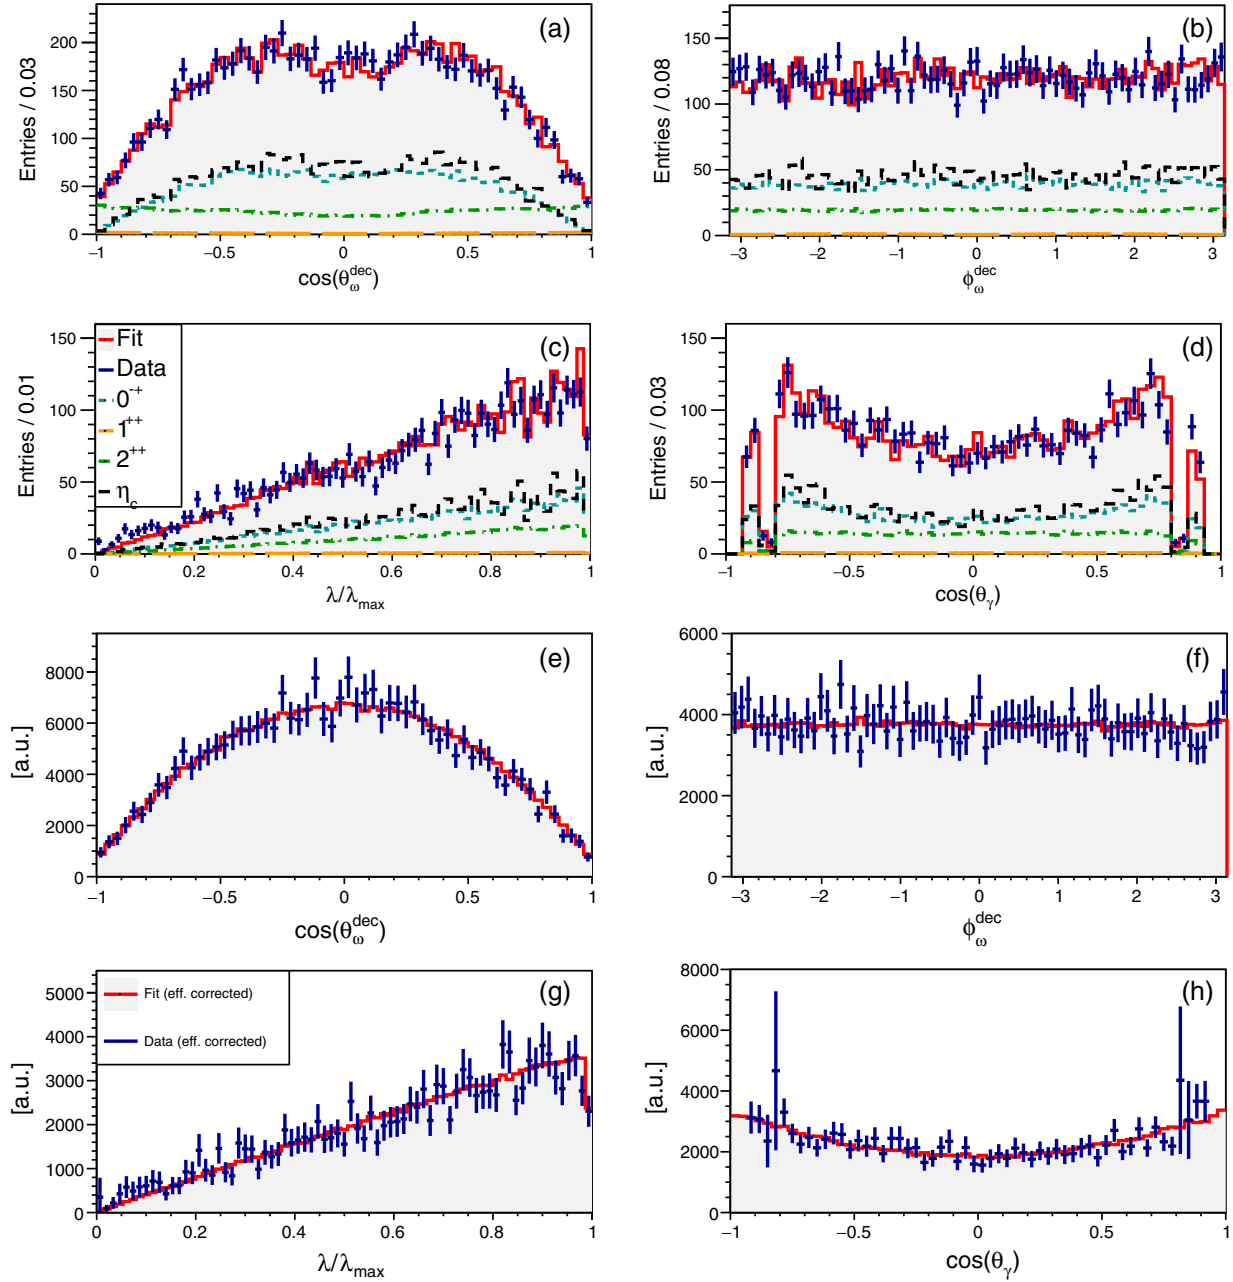 (a)
Entries / 0.03
200
150
100
50
0
−1 −0.5 0 0.5 1
cos(θ_ω^dec)
(b)
Entries / 0.08
150
100
50
0
−3 −2 −1 0 1 2 3
ϕ_ω^dec
(c)
Entries / 0.01
150
100
50
0
Fit
Data
0⁻⁺
1⁺⁺
2⁺⁺
η_c
0 0.2 0.4 0.6 0.8 1
λ/λ_max
(d)
Entries / 0.03
150
100
50
0
−1 −0.5 0 0.5 1
cos(θ_γ)
(e)
[a.u.]
8000
6000
4000
2000
0
−1 −0.5 0 0.5 1
cos(θ_ω^dec)
(f)
[a.u.]
6000
4000
2000
0
−3 −2 −1 0 1 2 3
ϕ_ω^dec
(g)
[a.u.]
5000
4000
3000
2000
1000
0
Fit (eff. corrected)
Data (eff. corrected)
0 0.2 0.4 0.6 0.8 1
λ/λ_max
(h)
[a.u.]
8000
6000
4000
2000
0
−1 −0.5 0 0.5 1
cos(θ_γ)